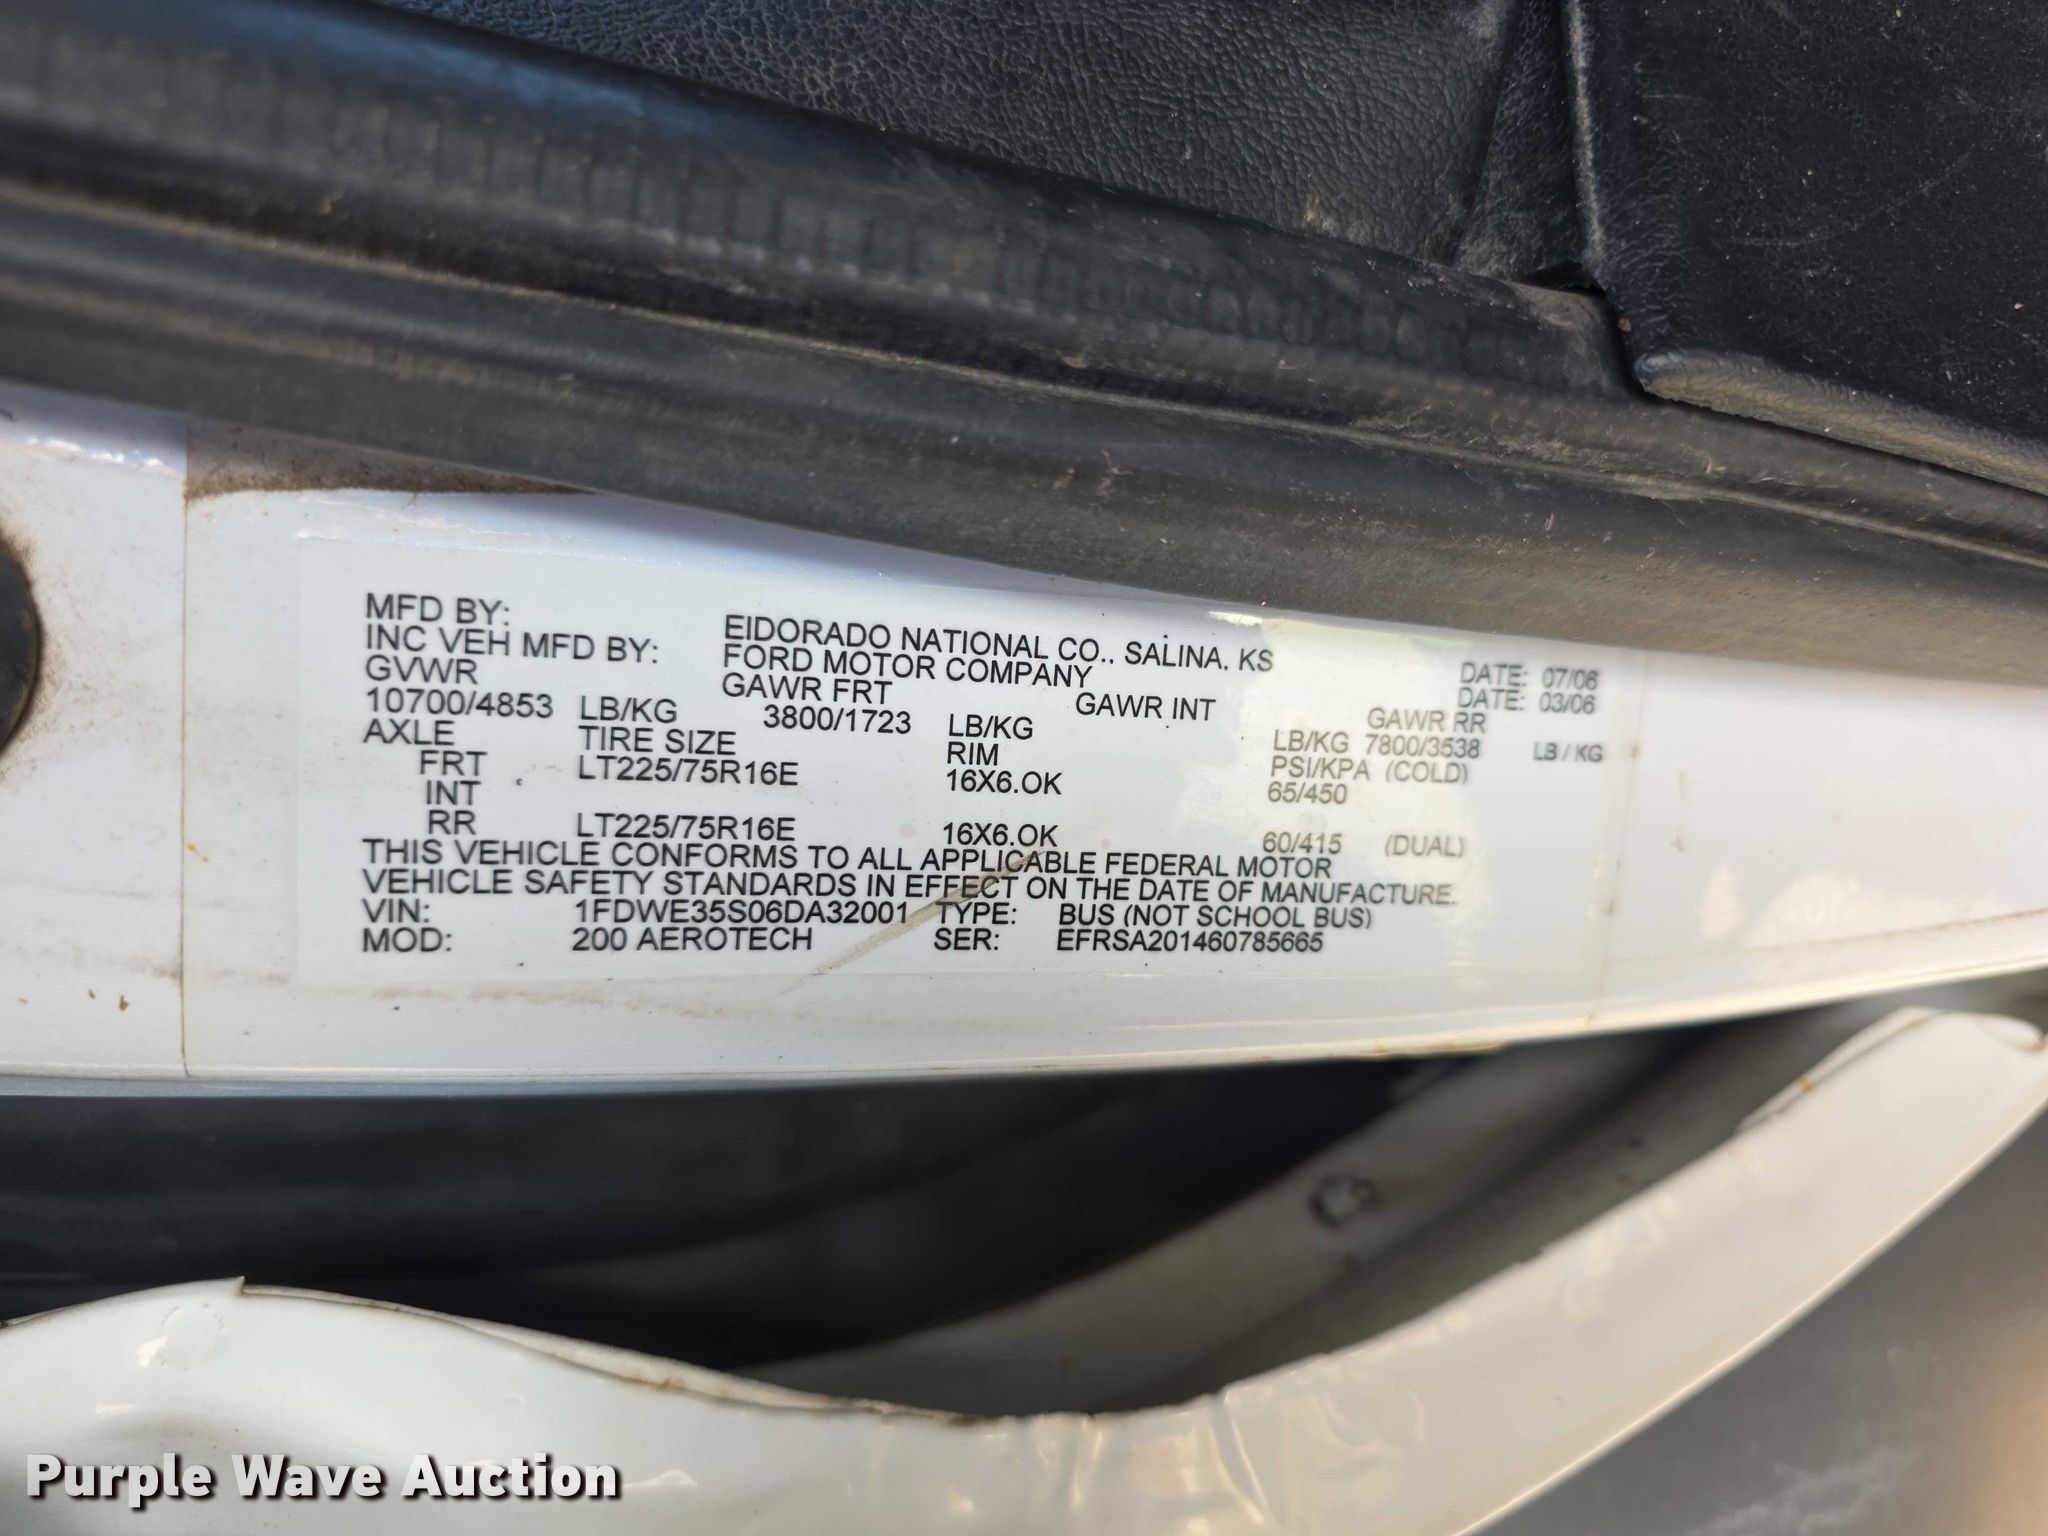 MFD BY: EIDORADO NATIONAL CO., SALINA, KS DATE: 07/06
INC VEH MFD BY: FORD MOTOR COMPANY DATE: 03/06
GVWR GAWR FRT GAWR INT GAWR RR
10700/4853 LB/KG 3800/1723 LB/KG LB/KG 7800/3538 LB / KG
AXLE TIRE SIZE RIM PSI/KPA (COLD)
FRT LT225/75R16E 16X6.OK 65/450
INT
RR LT225/75R16E 16X6.OK 60/415 (DUAL)
THIS VEHICLE CONFORMS TO ALL APPLICABLE FEDERAL MOTOR
VEHICLE SAFETY STANDARDS IN EFFECT ON THE DATE OF MANUFACTURE.
VIN: 1FDWE35S06DA32001 TYPE: BUS (NOT SCHOOL BUS)
MOD: 200 AEROTECH SER: EFRSA201460785665
Purple Wave Auction